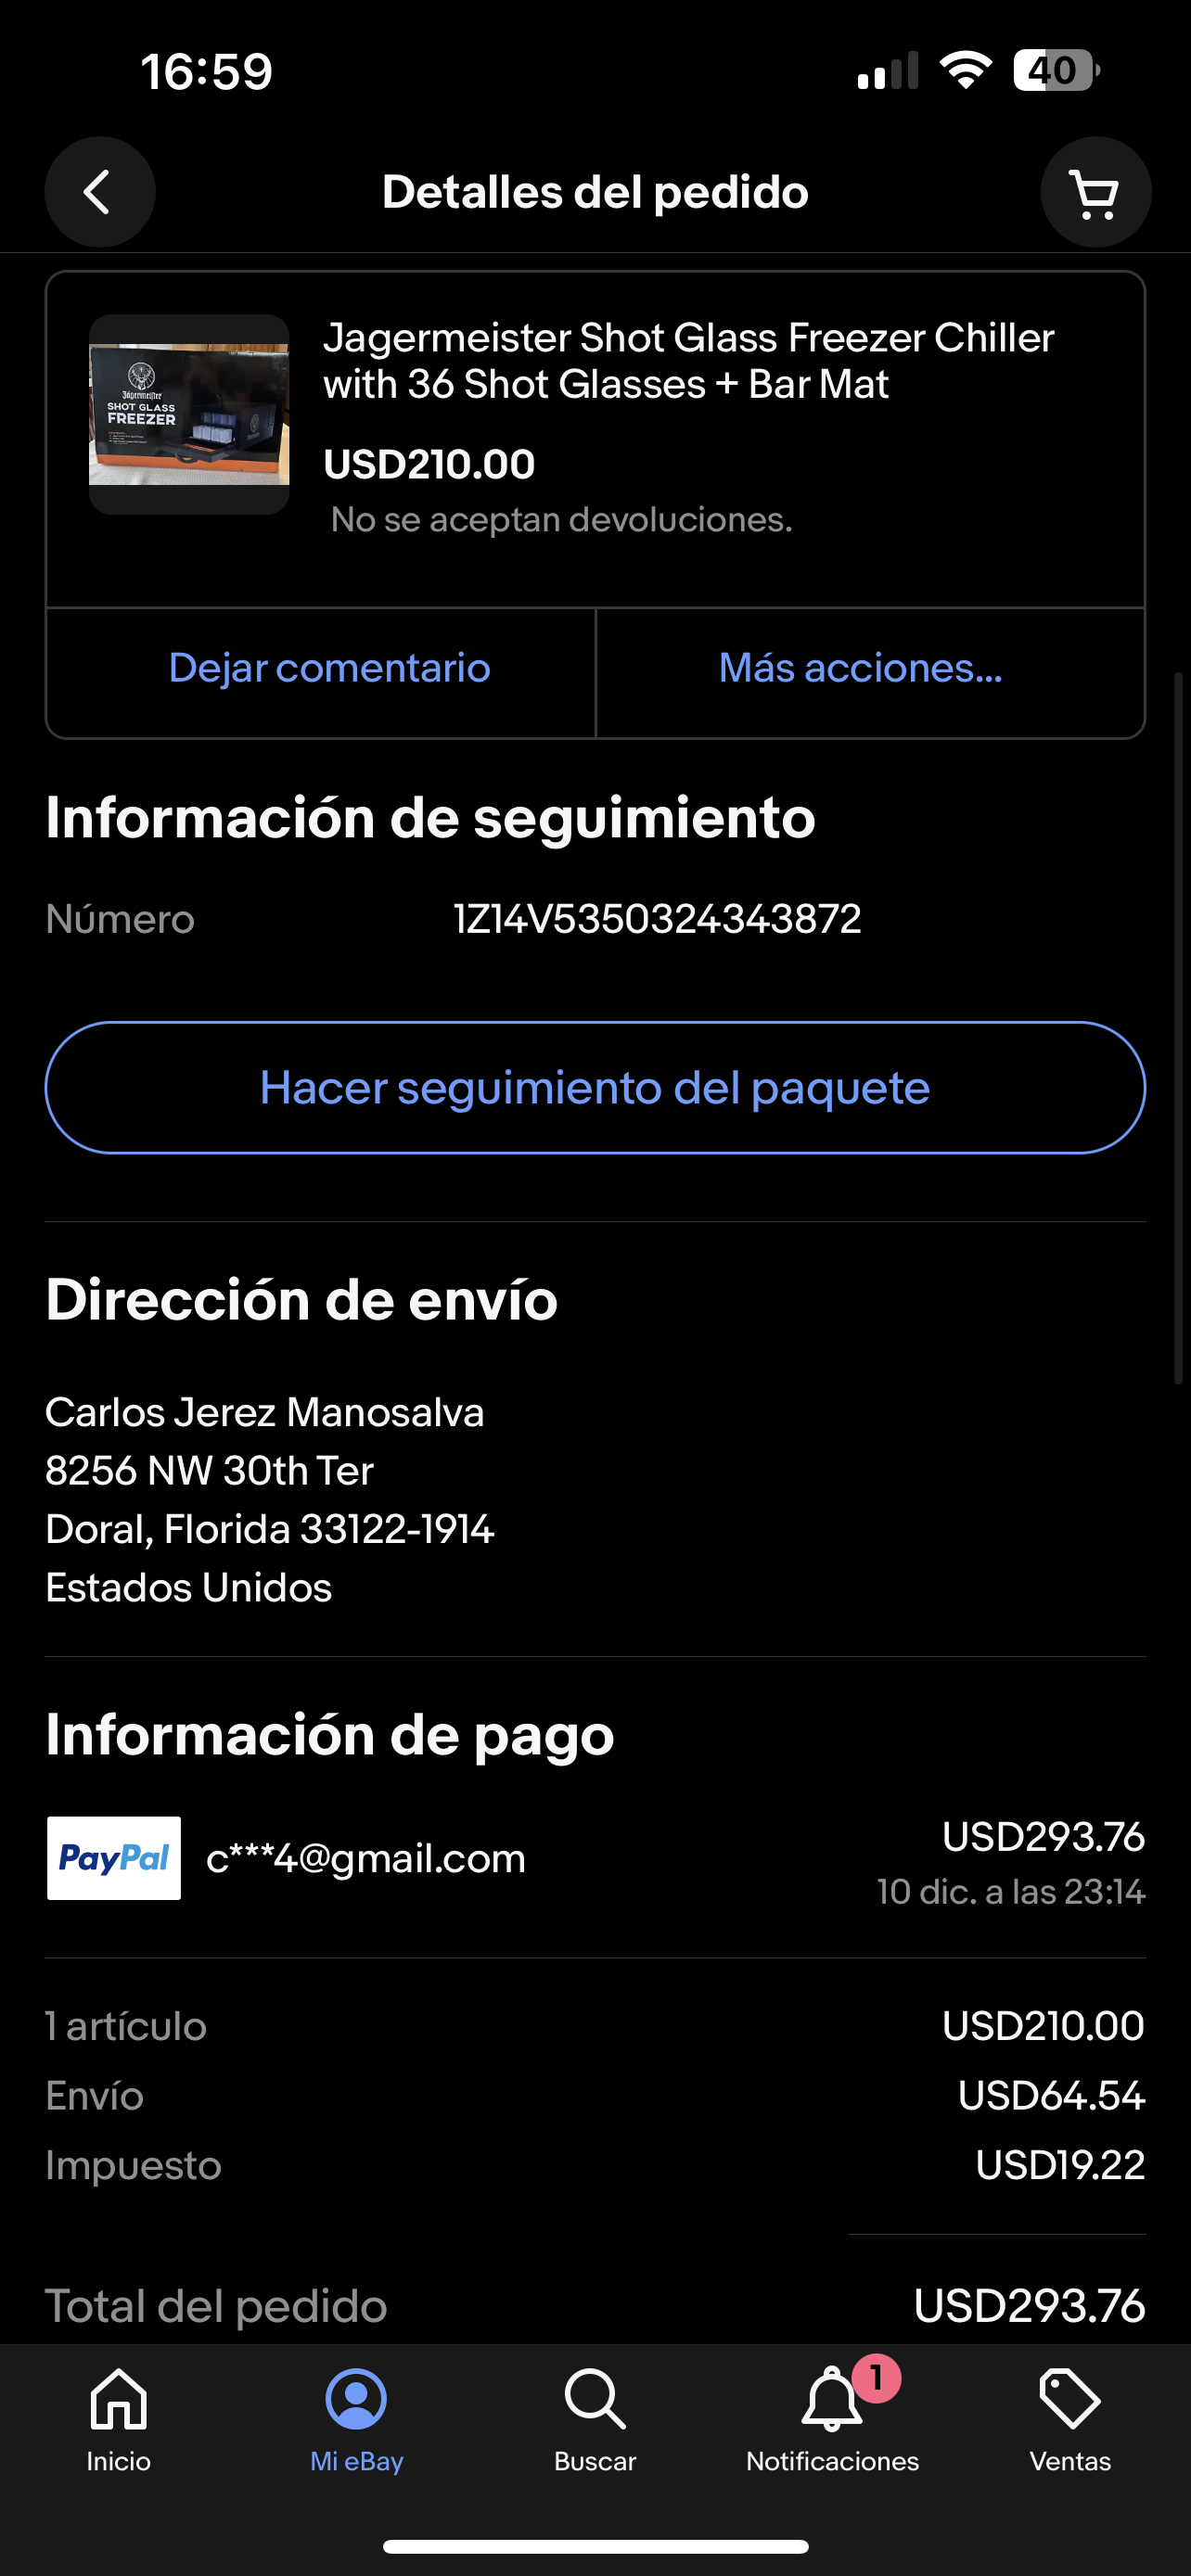 16:59
40
Detalles del pedido
Jägermeister
SHOT GLASS
FREEZER
Jagermeister Shot Glass Freezer Chiller
with 36 Shot Glasses + Bar Mat
USD210.00
No se aceptan devoluciones.
Dejar comentario
Más acciones...
Información de seguimiento
Número
1Z14V5350324343872
Hacer seguimiento del paquete
Dirección de envío
Carlos Jerez Manosalva
8256 NW 30th Ter
Doral, Florida 33122-1914
Estados Unidos
Información de pago
PayPal
c***4@gmail.com
USD293.76
10 dic. a las 23:14
1 artículo
USD210.00
Envío
USD64.54
Impuesto
USD19.22
Total del pedido
USD293.76
1
Inicio
Mi eBay
Buscar
Notificaciones
Ventas